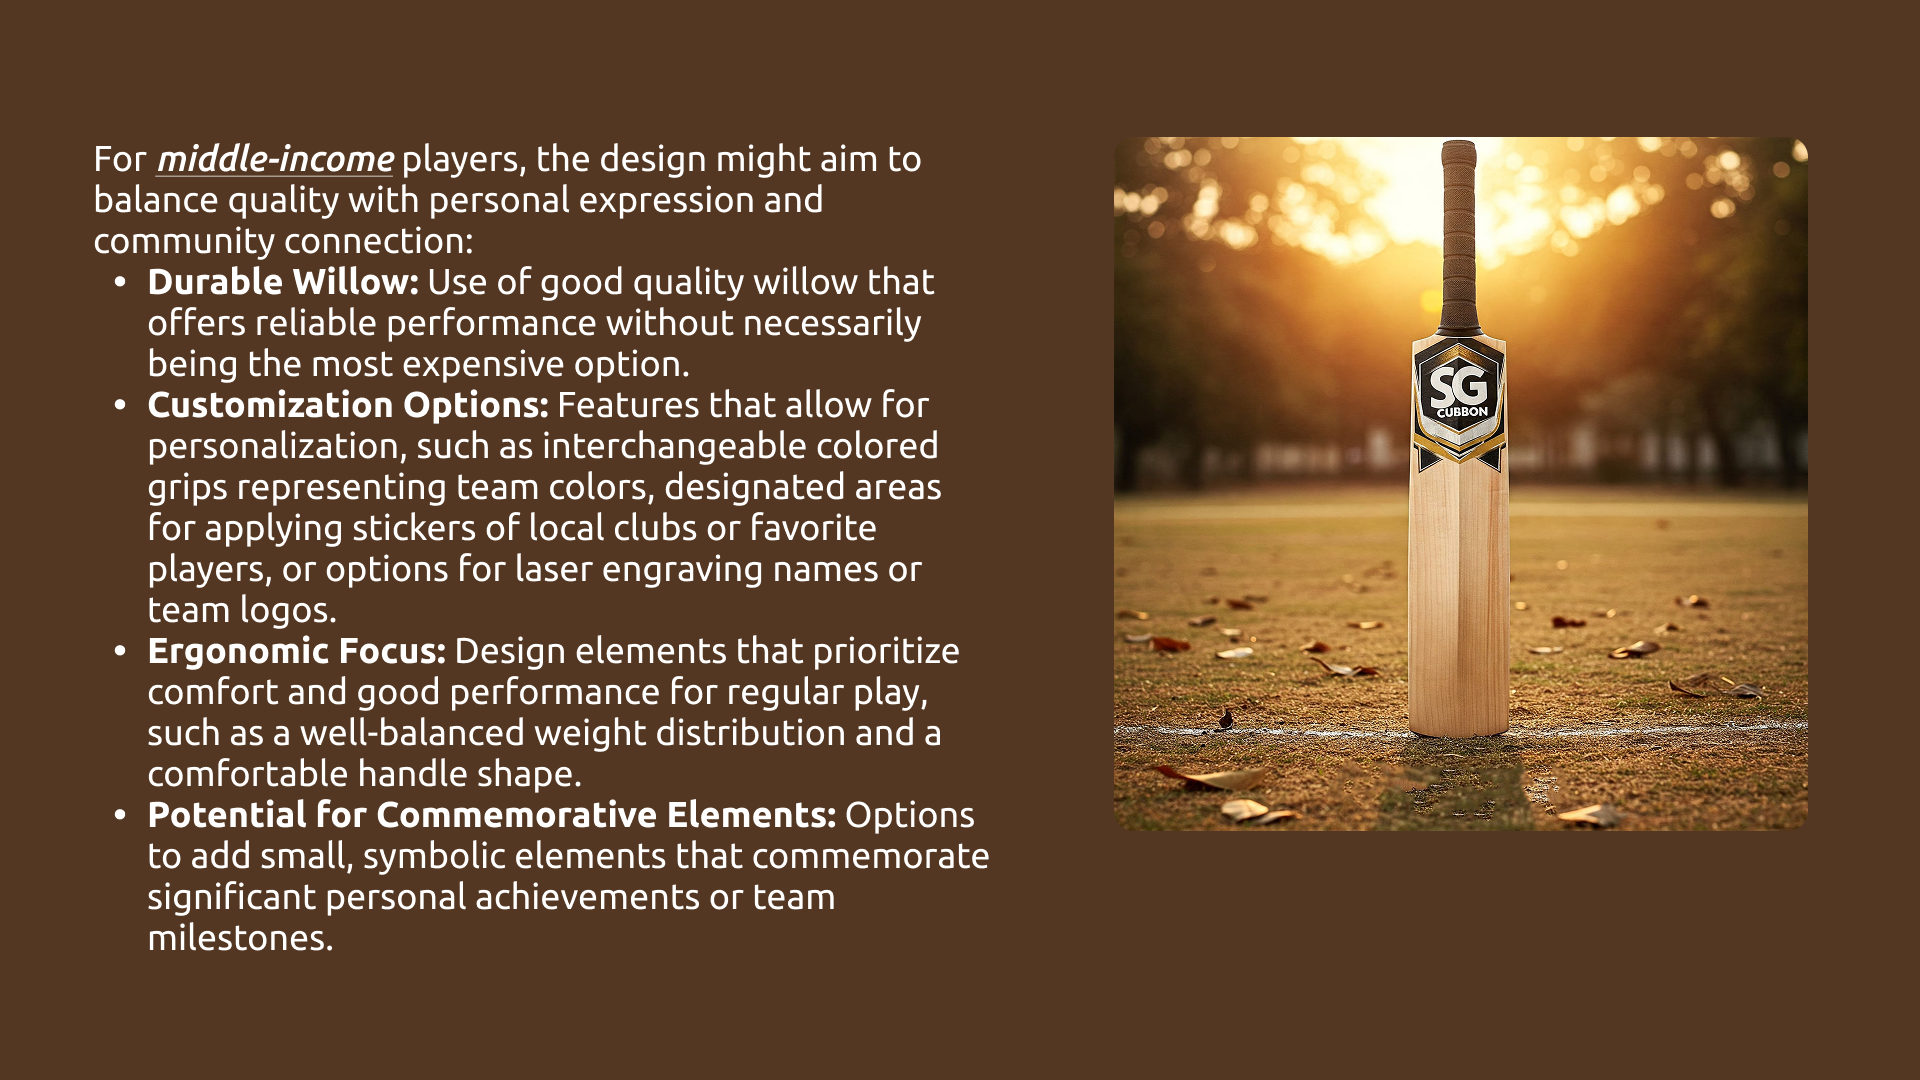 For middle-income players, the design might aim to
balance quality with personal expression and
community connection:
• Durable Willow: Use of good quality willow that
offers reliable performance without necessarily
being the most expensive option.
• Customization Options: Features that allow for
personalization, such as interchangeable colored
grips representing team colors, designated areas
for applying stickers of local clubs or favorite
players, or options for laser engraving names or
team logos.
• Ergonomic Focus: Design elements that prioritize
comfort and good performance for regular play,
such as a well-balanced weight distribution and a
comfortable handle shape.
• Potential for Commemorative Elements: Options
to add small, symbolic elements that commemorate
significant personal achievements or team
milestones.
SG
CUBBON